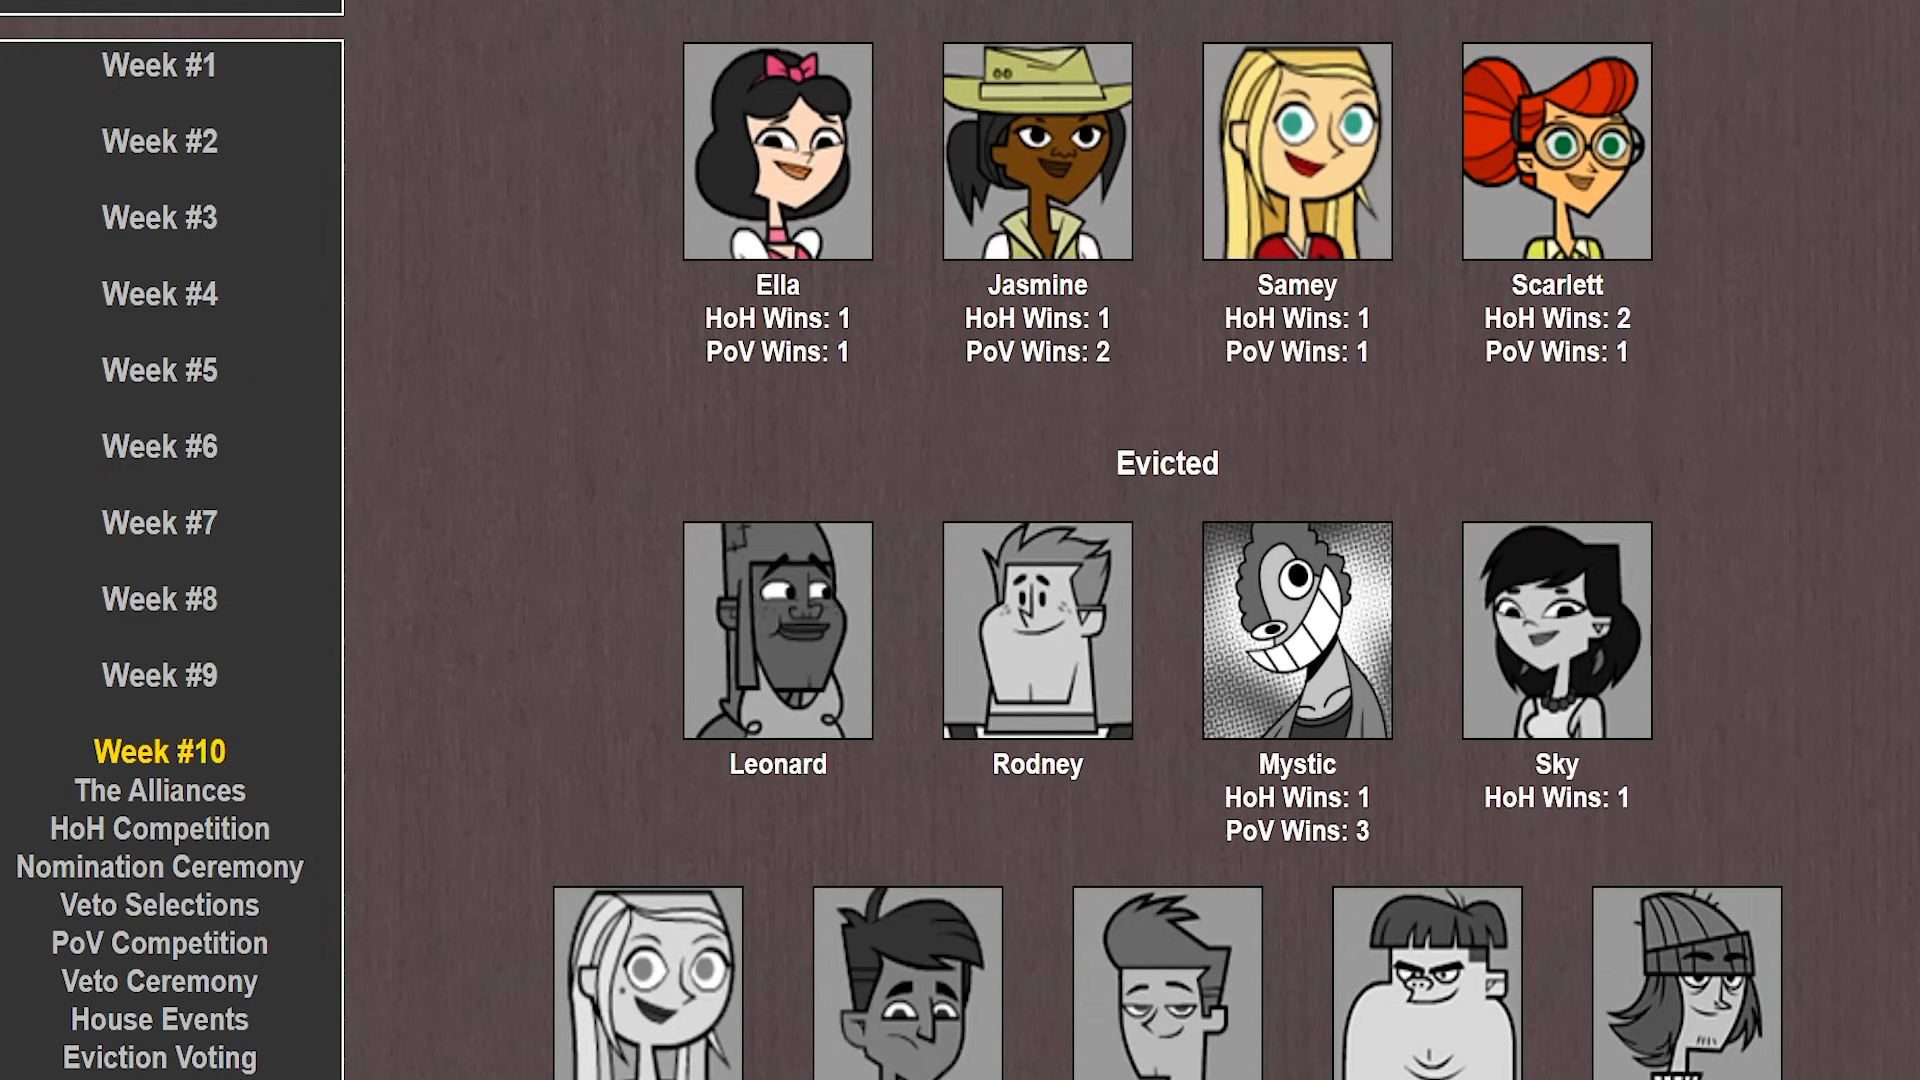 Week #1
Week #2
Week #3
Week #4
Week #5
Week #6
Week #7
Week #8
Week #9
Week #10
The Alliances
HoH Competition
Nomination Ceremony
Veto Selections
PoV Competition
Veto Ceremony
House Events
Eviction Voting
Ella
HoH Wins: 1
PoV Wins: 1
Jasmine
HoH Wins: 1
PoV Wins: 2
Samey
HoH Wins: 1
PoV Wins: 1
Scarlett
HoH Wins: 2
PoV Wins: 1
Evicted
Leonard
Rodney
Mystic
HoH Wins: 1
PoV Wins: 3
Sky
HoH Wins: 1